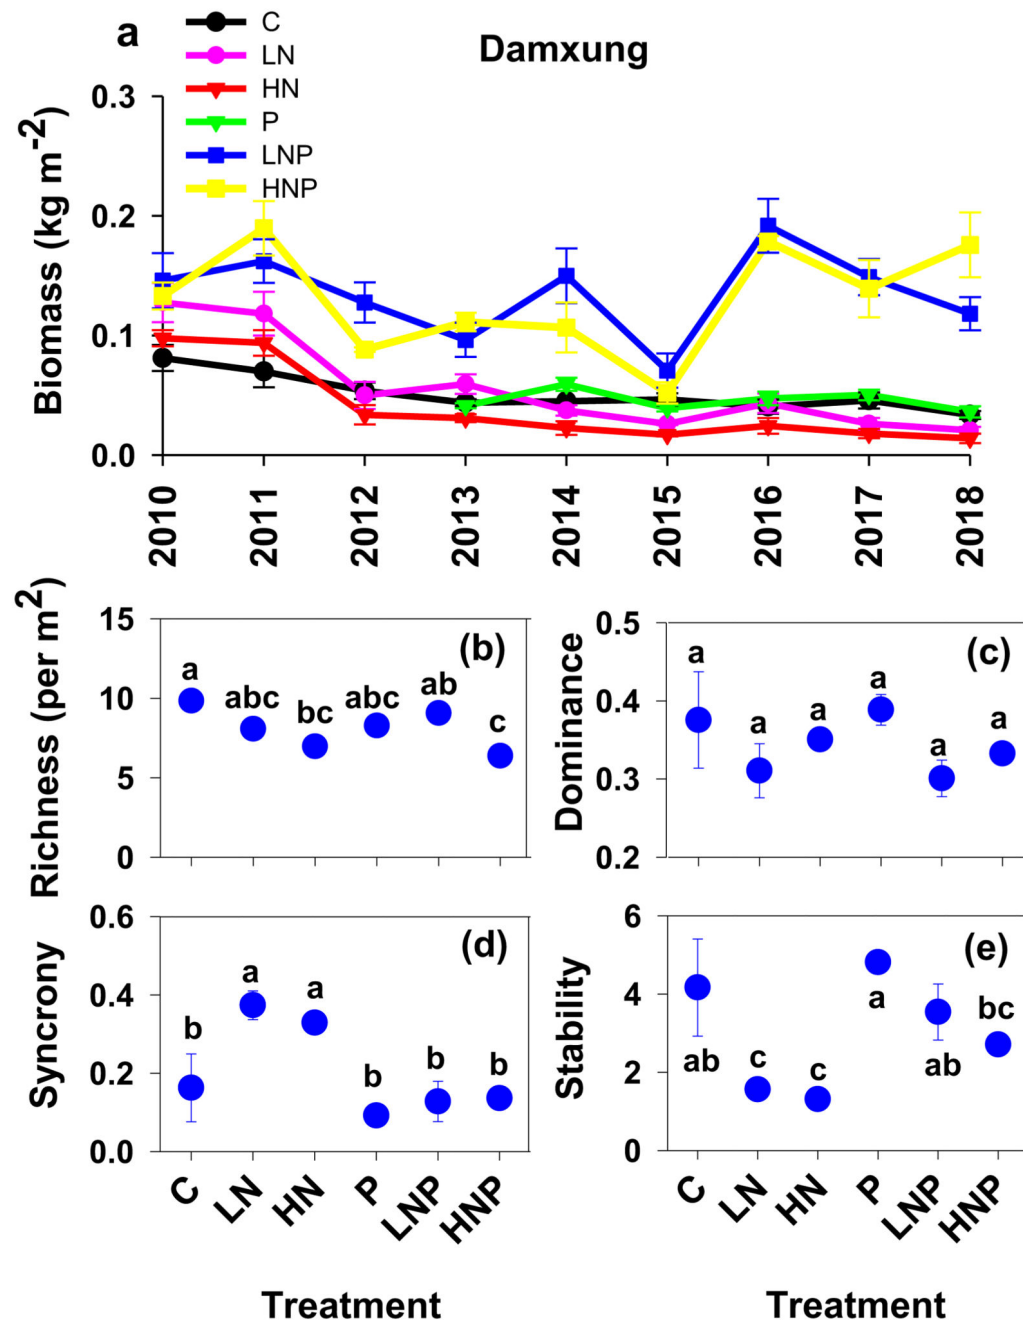 a
Damxung
C
LN
HN
P
LNP
HNP
Biomass (kg m-2)
0.3
0.2
0.1
0.0
2010
2011
2012
2013
2014
2015
2016
2017
2018
Richness (per m2)
15
10
5
0
(b)
a
abc
bc
abc
ab
c
Dominance
0.5
0.4
0.3
0.2
(c)
a
a
a
a
a
a
Syncrony
0.6
0.4
0.2
0.0
(d)
b
a
a
b
b
b
C
LN
HN
P
LNP
HNP
Treatment
Stability
6
4
2
0
(e)
ab
c
c
a
ab
bc
C
LN
HN
P
LNP
HNP
Treatment